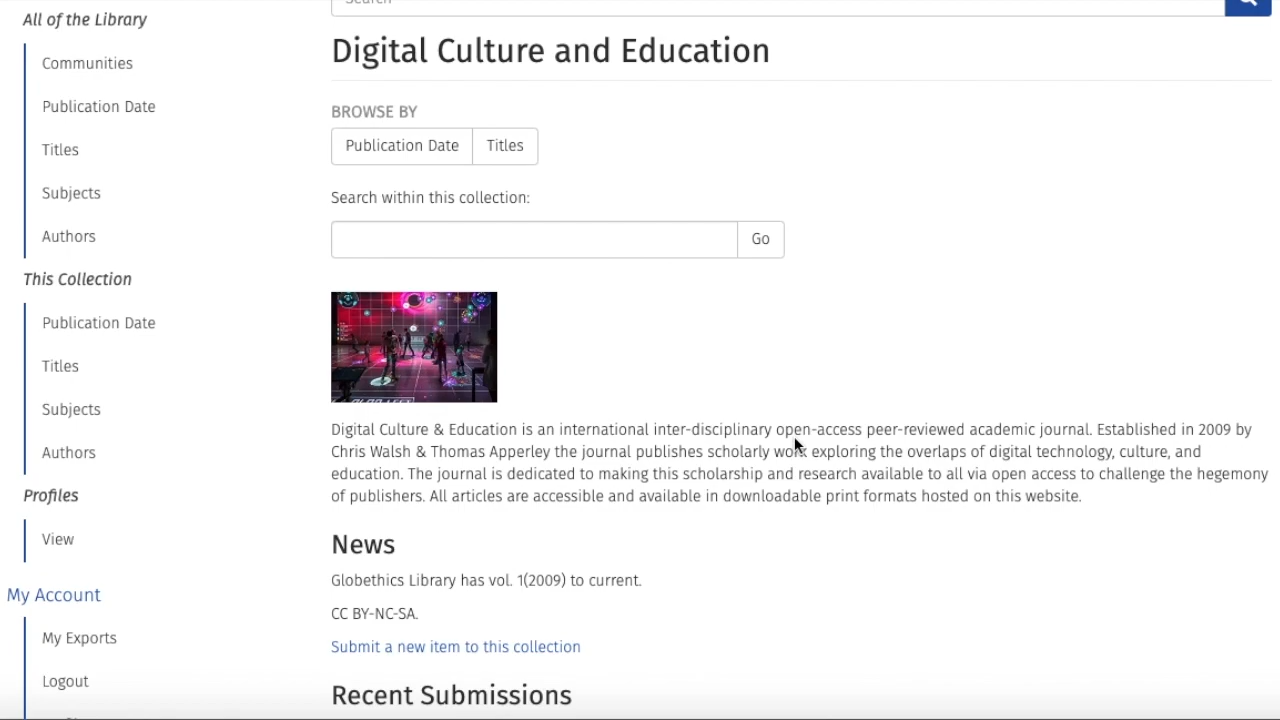 All of the Library
Communities
Publication Date
Titles
Subjects
Authors
This Collection
Publication Date
Titles
Subjects
Authors
Profiles
View
My Account
My Exports
Logout
Search
Digital Culture and Education
BROWSE BY
Publication Date Titles
Search within this collection:
Go
Digital Culture & Education is an international inter-disciplinary open-access peer-reviewed academic journal. Established in 2009 by
Chris Walsh & Thomas Apperley the journal publishes scholarly work exploring the overlaps of digital technology, culture, and
education. The journal is dedicated to making this scholarship and research available to all via open access to challenge the hegemony
of publishers. All articles are accessible and available in downloadable print formats hosted on this website.
News
Globethics Library has vol. 1(2009) to current.
CC BY-NC-SA.
Submit a new item to this collection
Recent Submissions